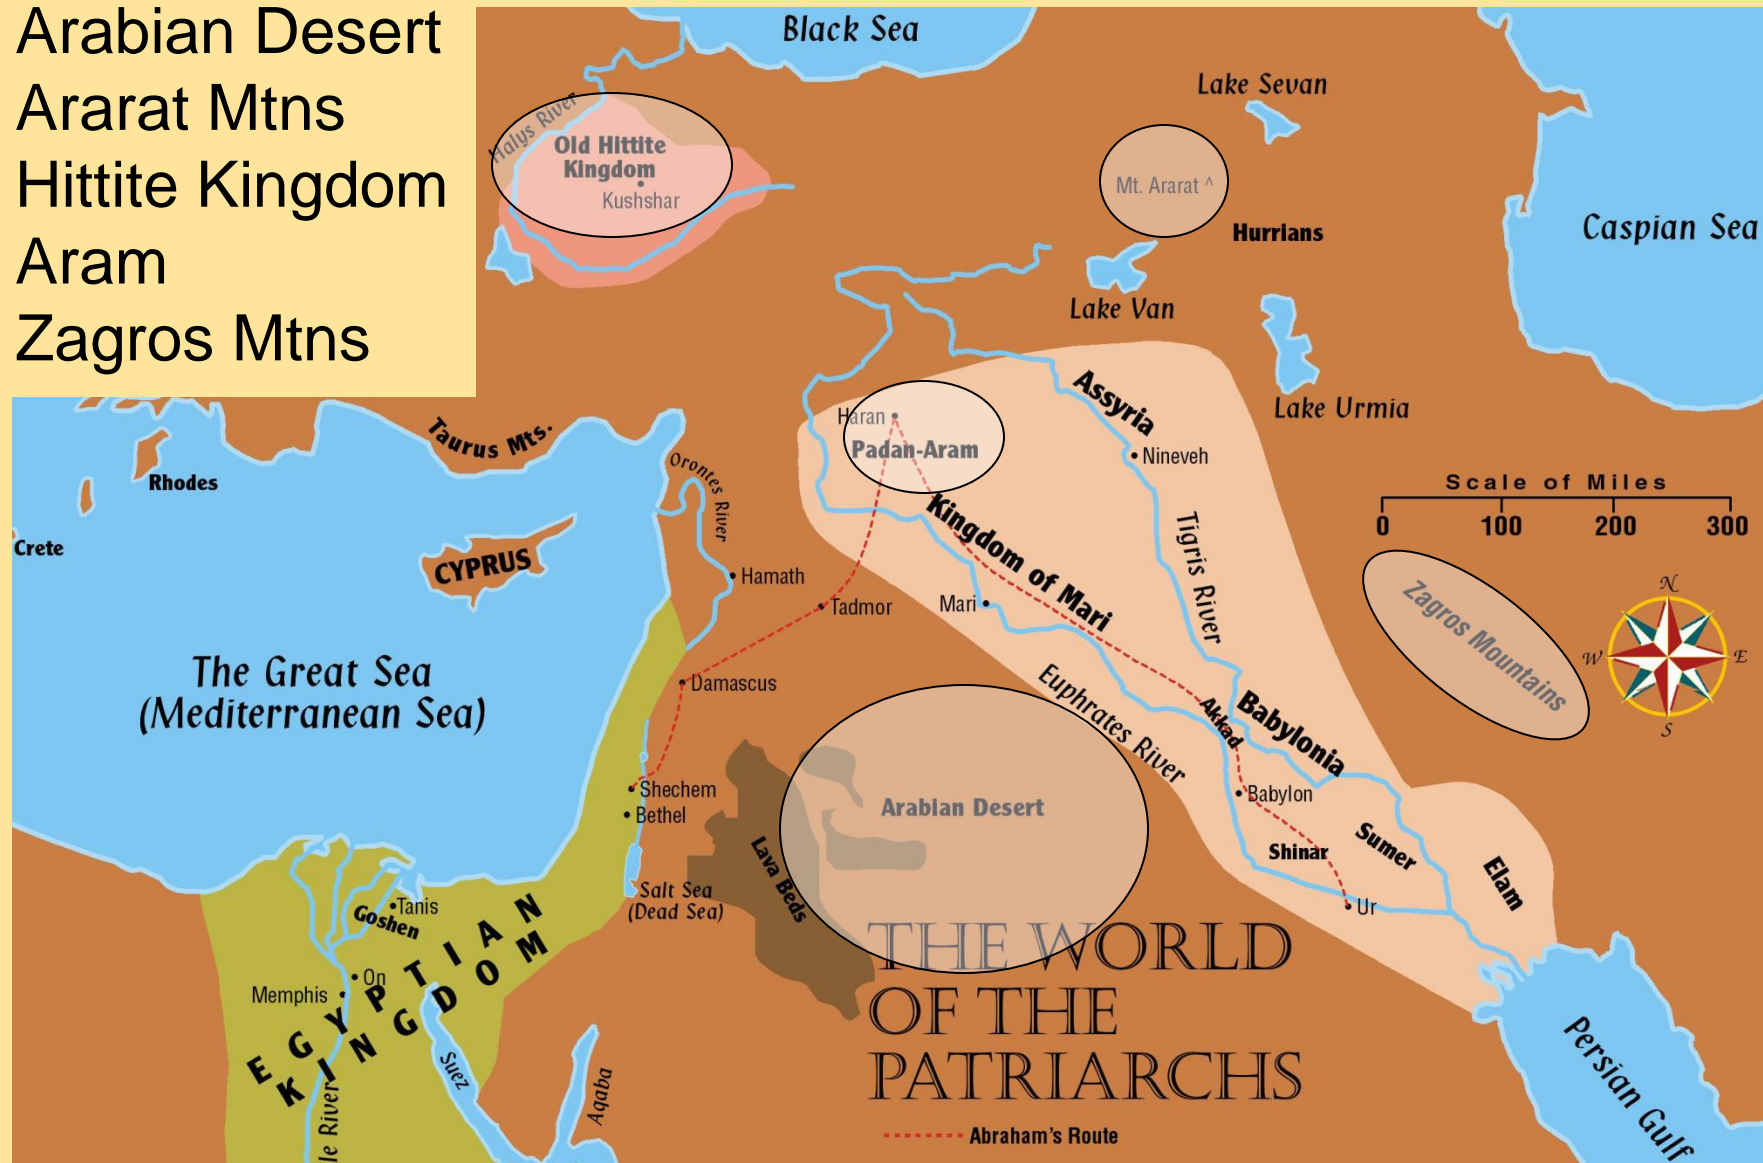 Arabian Desert
Ararat Mtns
Hittite Kingdom
Aram
Zagros Mtns
Black Sea
Lake Sevan
Halys River
Old Hittite
Kingdom
Kushshar
Mt. Ararat ^
Hurrians
Caspian Sea
Lake Van
Lake Urmia
Taurus Mts.
Rhodes
Crete
CYPRUS
Orontes River
Haran
Padan-Aram
Assyria
Nineveh
Scale of Miles
0 100 200 300
Kingdom of Mari
Tigris River
Hamath
Tadmor
Mari
Zagros Mountains
N
W
E
S
The Great Sea
(Mediterranean Sea)
Damascus
Euphrates River
Akkad
Babylonia
Shechem
Bethel
Arabian Desert
Babylon
Lava Beds
Shinar
Sumer
Elam
Salt Sea
(Dead Sea)
Ur
Tanis
Goshen
On
Memphis
EGYPTIAN
KINGDOM
THE WORLD
OF THE
PATRIARCHS
Suez
Aqaba
le River
Persian Gulf
Abraham's Route